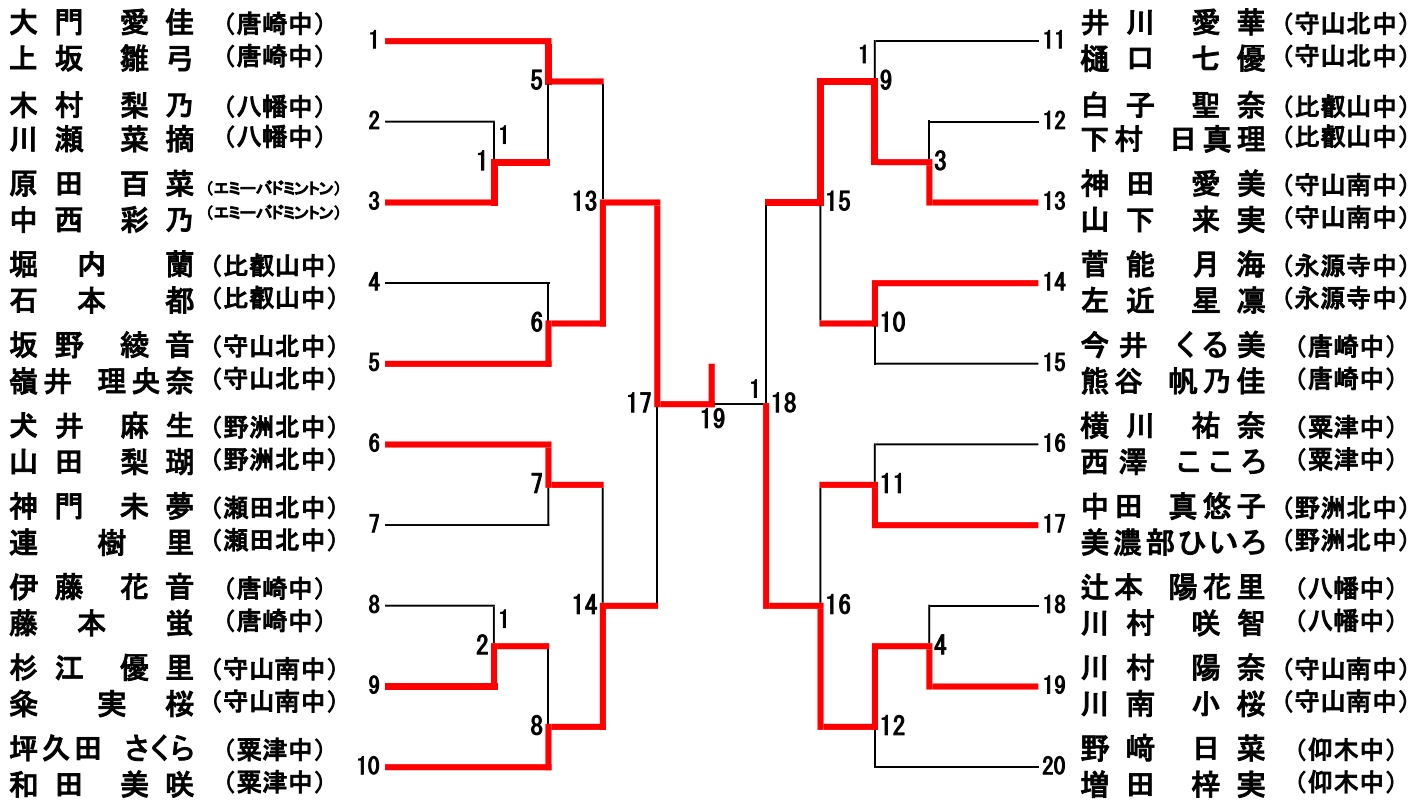 大門 愛佳 (唐崎中)
1
上坂 雛弓 (唐崎中)
5
木村 梨乃 (八幡中)
2
1
川瀬 菜摘 (八幡中)
1
原田 百菜 (エミーバドミントン)
3
13
中西 彩乃 (エミーバドミントン)
堀内 蘭 (比叡山中)
4
石本 都 (比叡山中)
6
坂野 綾音 (守山北中)
5
嶺井 理央奈 (守山北中)
17
19
犬井 麻生 (野洲北中)
6
山田 梨瑚 (野洲北中)
7
神門 未夢 (瀬田北中)
7
連 樹里 (瀬田北中)
伊藤 花音 (唐崎中)
8
14
1
藤本 蛍 (唐崎中)
2
杉江 優里 (守山南中)
9
粂 実桜 (守山南中)
8
坪久田 さくら (粟津中)
10
和田 美咲 (粟津中)
井川 愛華 (守山北中)
11
1
樋口 七優 (守山北中)
9
白子 聖奈 (比叡山中)
12
下村 日真理 (比叡山中)
3
神田 愛美 (守山南中)
13
15
山下 来実 (守山南中)
菅能 月海 (永源寺中)
14
左近 星凛 (永源寺中)
10
今井 くる美 (唐崎中)
15
熊谷 帆乃佳 (唐崎中)
1
18
横川 祐奈 (粟津中)
16
西澤 こころ (粟津中)
11
中田 真悠子 (野洲北中)
17
美濃部ひいろ (野洲北中)
辻本 陽花里 (八幡中)
18
16
川村 咲智 (八幡中)
4
川村 陽奈 (守山南中)
19
川南 小桜 (守山南中)
12
野﨑 日菜 (仰木中)
20
増田 梓実 (仰木中)